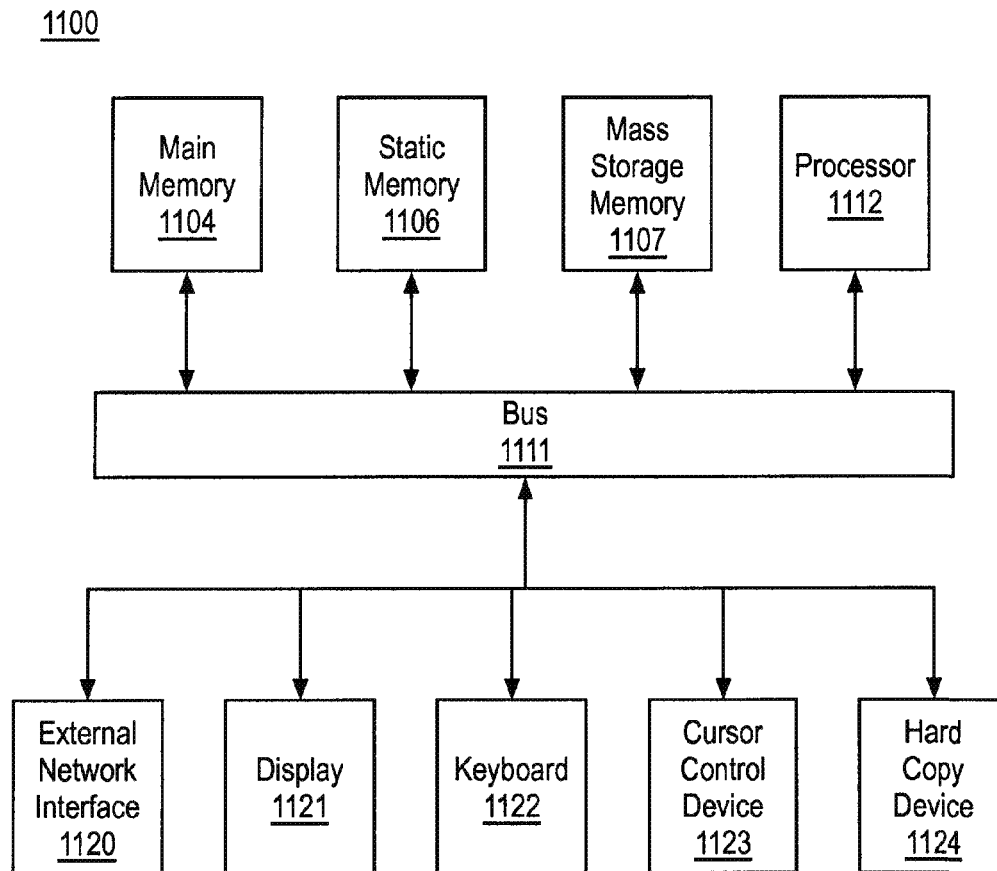 1100
Main
Memory
1104
Static
Memory
1106
Mass
Storage
Memory
1107
Processor
1112
Bus
1111
External
Network
Interface
1120
Display
1121
Keyboard
1122
Cursor
Control
Device
1123
Hard
Copy
Device
1124